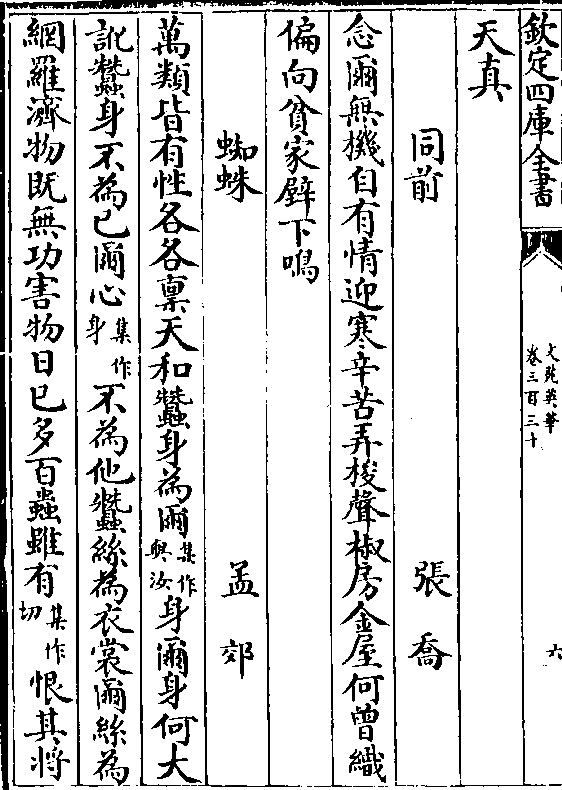 欽定四庫全書
文苑英華
卷三百三十
六
天真
同前 張喬
念爾無機自有情迎寒辛苦弄梭聲椒房金屋何曾織
偏向貧家壁下鳴
蜘蛛 孟郊
萬類皆有性各各稟天和蠶身為爾集作與汝身爾身何大
訛蠶身不為已爾心集作身不為他蠶絲為衣裳爾絲為
網羅濟物既無功害物日已多百蟲雖有集作切恨其將